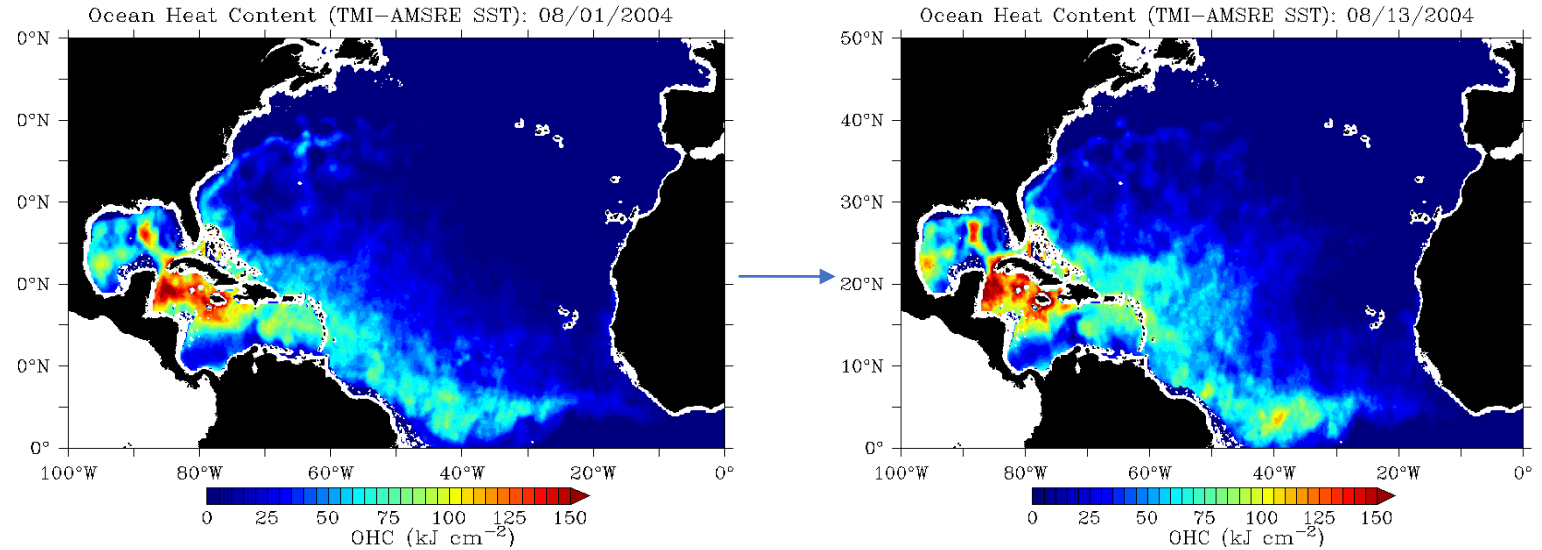 Ocean Heat Content (TMI−AMSRE SST): 08/01/2004
0°N
0°N
0°N
0°N
0°N
0°
100°W 80°W 60°W 40°W 20°W 0°
0 25 50 75 100 125 150
OHC (kJ cm⁻²)
Ocean Heat Content (TMI−AMSRE SST): 08/13/2004
50°N
40°N
30°N
20°N
10°N
0°
100°W 80°W 60°W 40°W 20°W 0°
0 25 50 75 100 125 150
OHC (kJ cm⁻²)